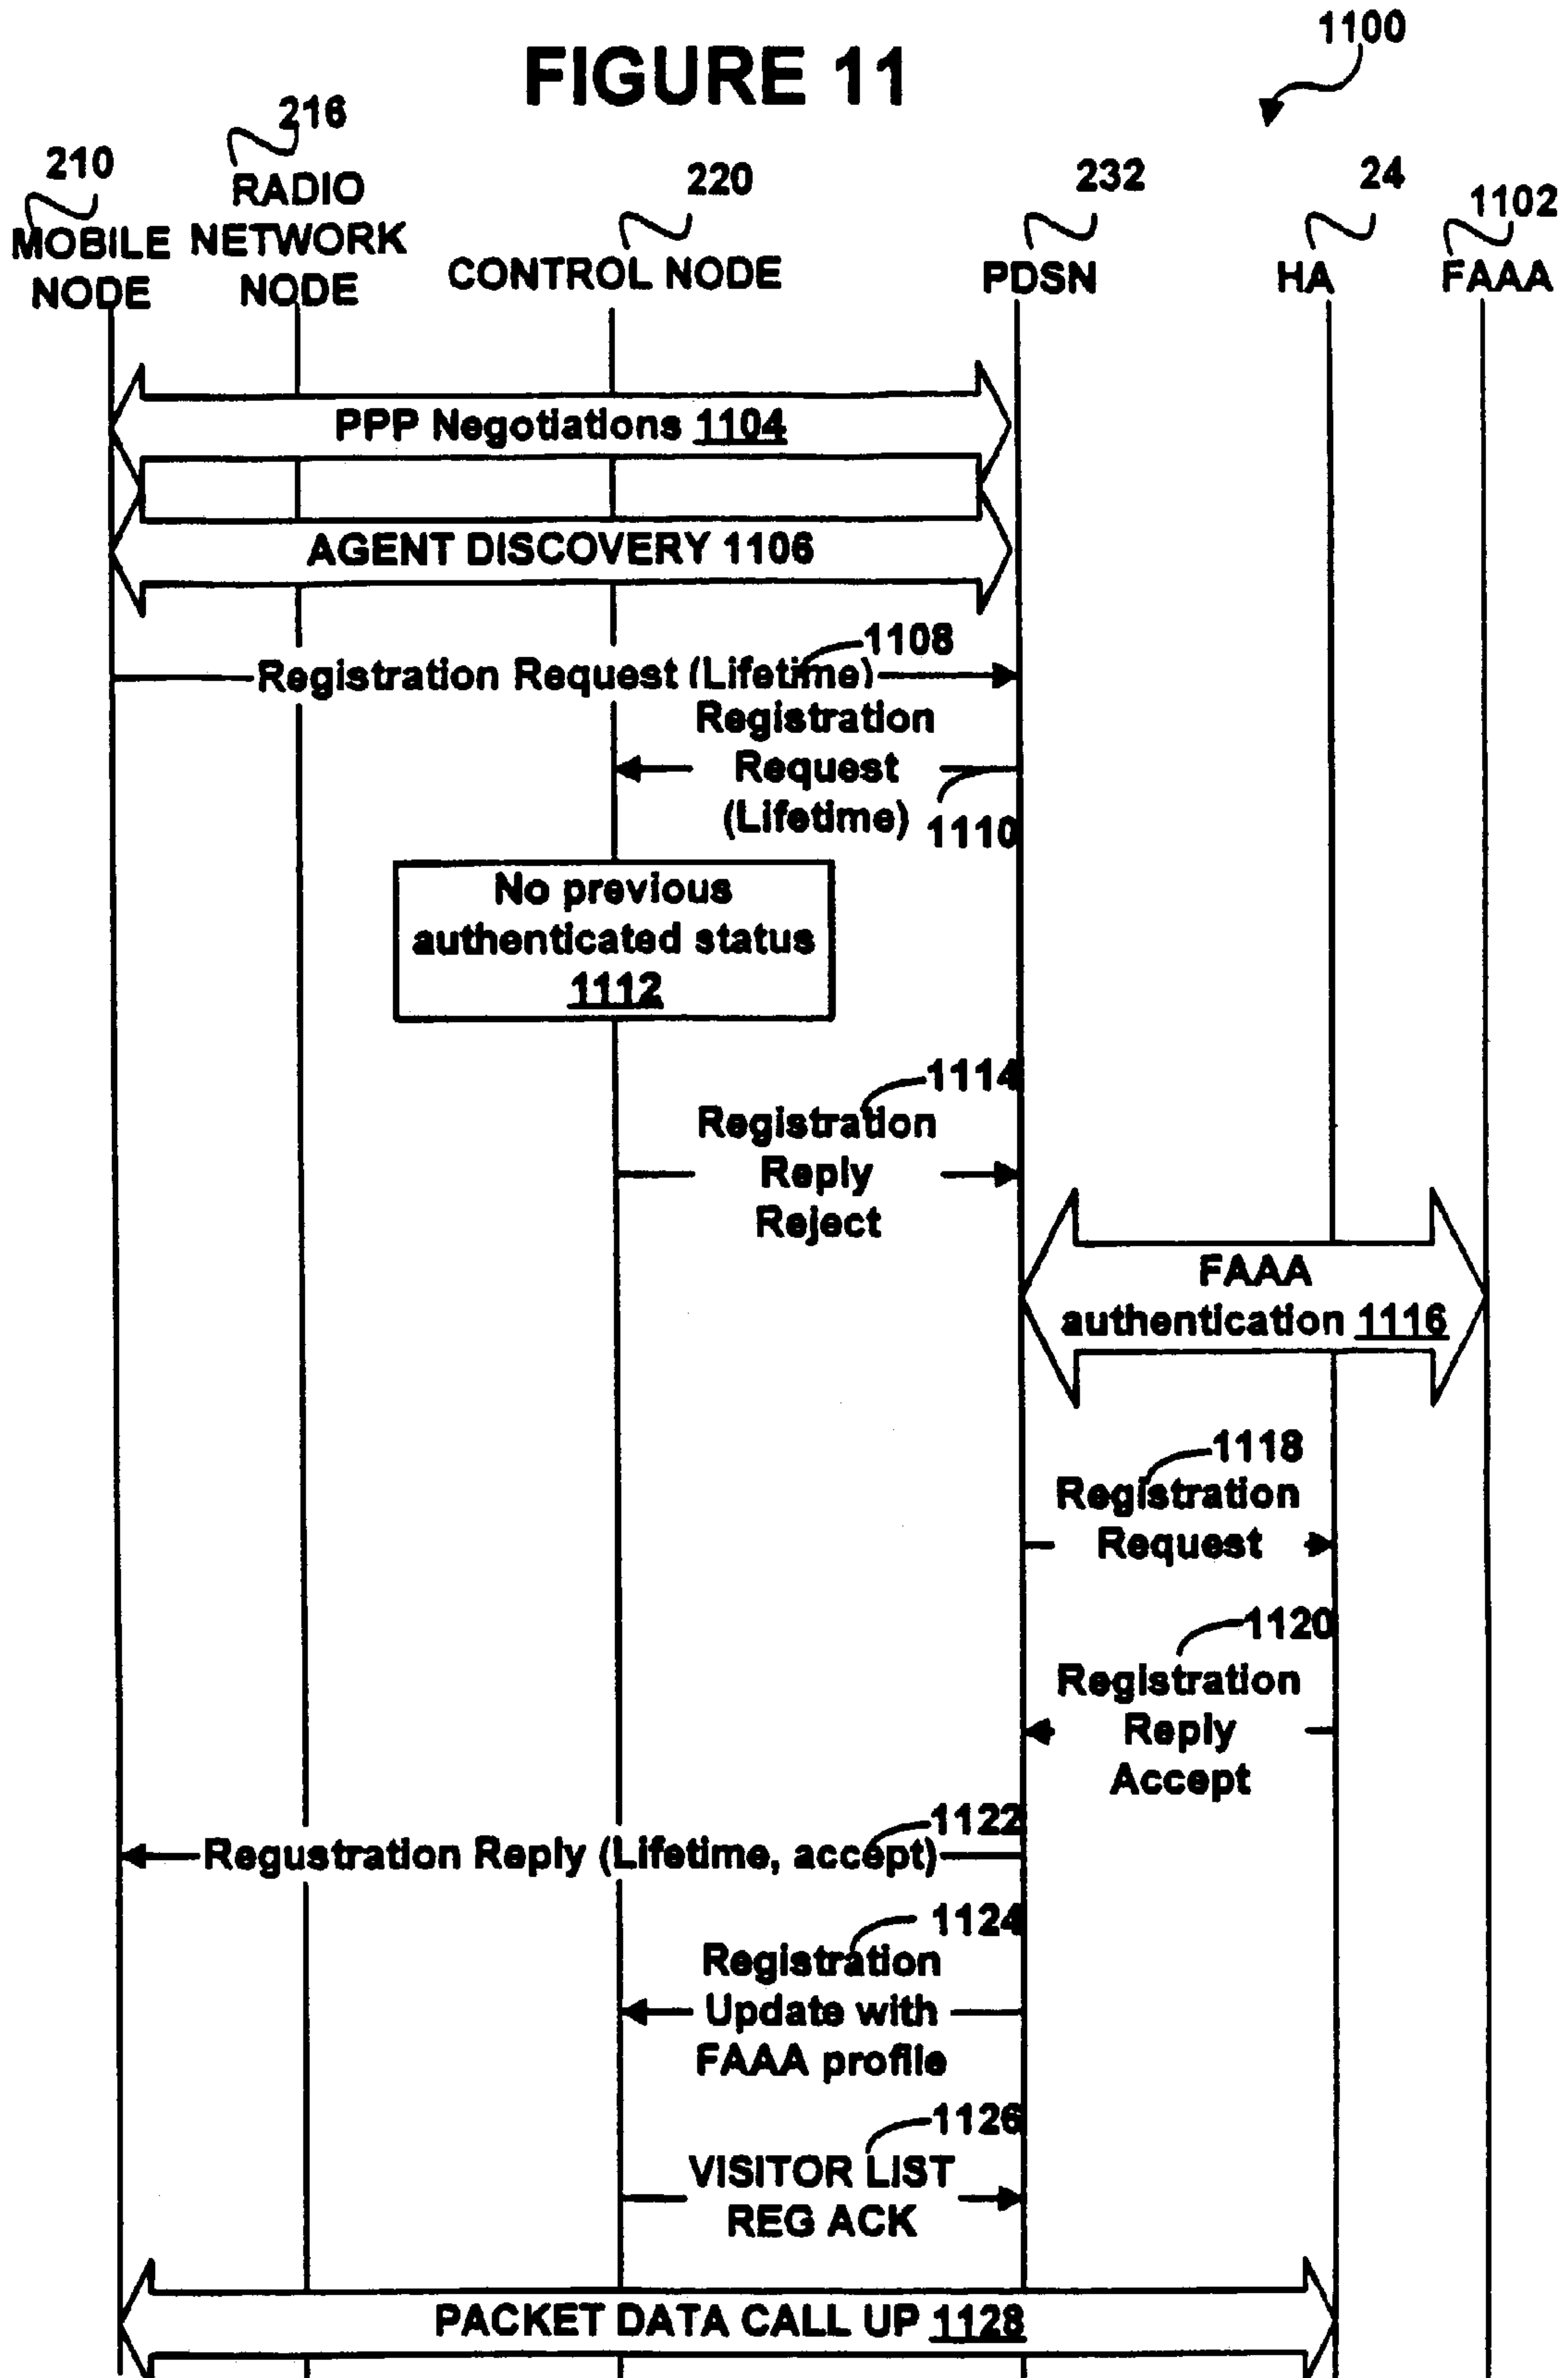 FIGURE 11
1100
210
216
220
232
24
1102
MOBILE
NODE
RADIO
NETWORK
NODE
CONTROL NODE
PDSN
HA
FAAA
PPP Negotiations 1104
AGENT DISCOVERY 1106
1108
Registration Request (Lifetime)
Registration
Request
(Lifetime)
1110
No previous
authenticated status
1112
1114
Registration
Reply
Reject
FAAA
authentication 1116
1118
Registration
Request
1120
Registration
Reply
Accept
1122
Regustration Reply (Lifetime, accept)
1124
Registration
Update with
FAAA profile
1126
VISITOR LIST
REG ACK
PACKET DATA CALL UP 1128